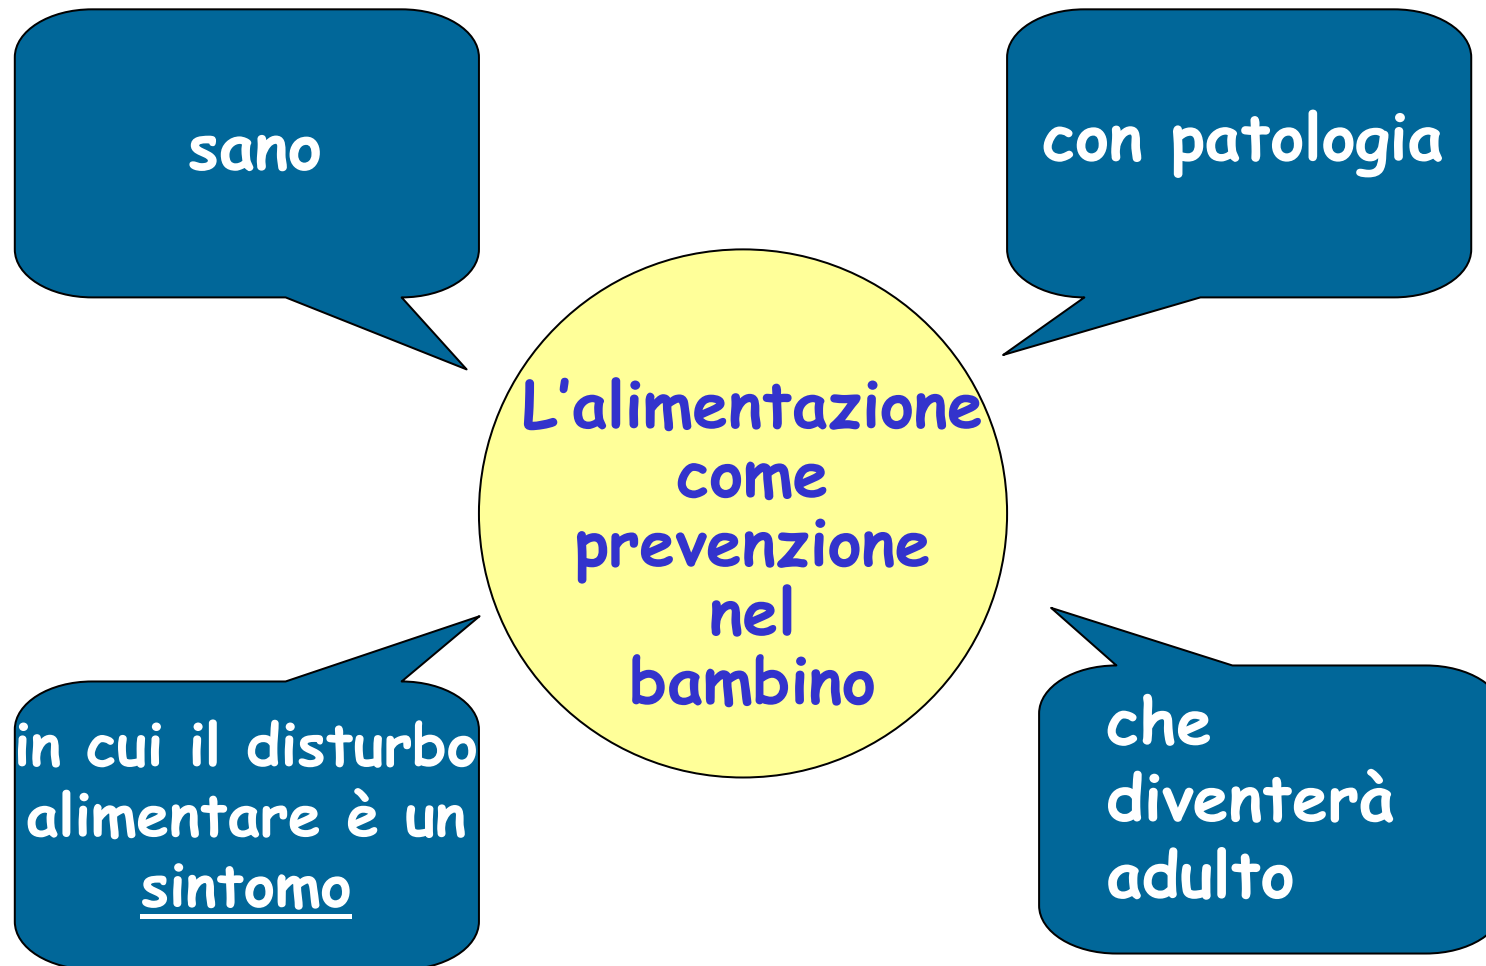 sano
con patologia
L'alimentazione
come
prevenzione
nel
bambino
in cui il disturbo
alimentare è un
sintomo
che
diventerà
adulto